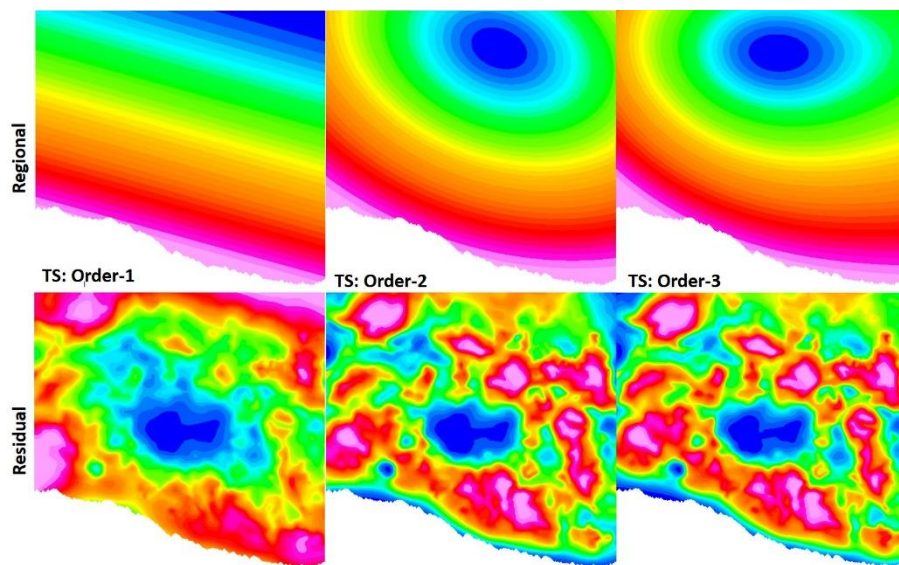 Regional
TS: Order-1
TS: Order-2
TS: Order-3
Residual